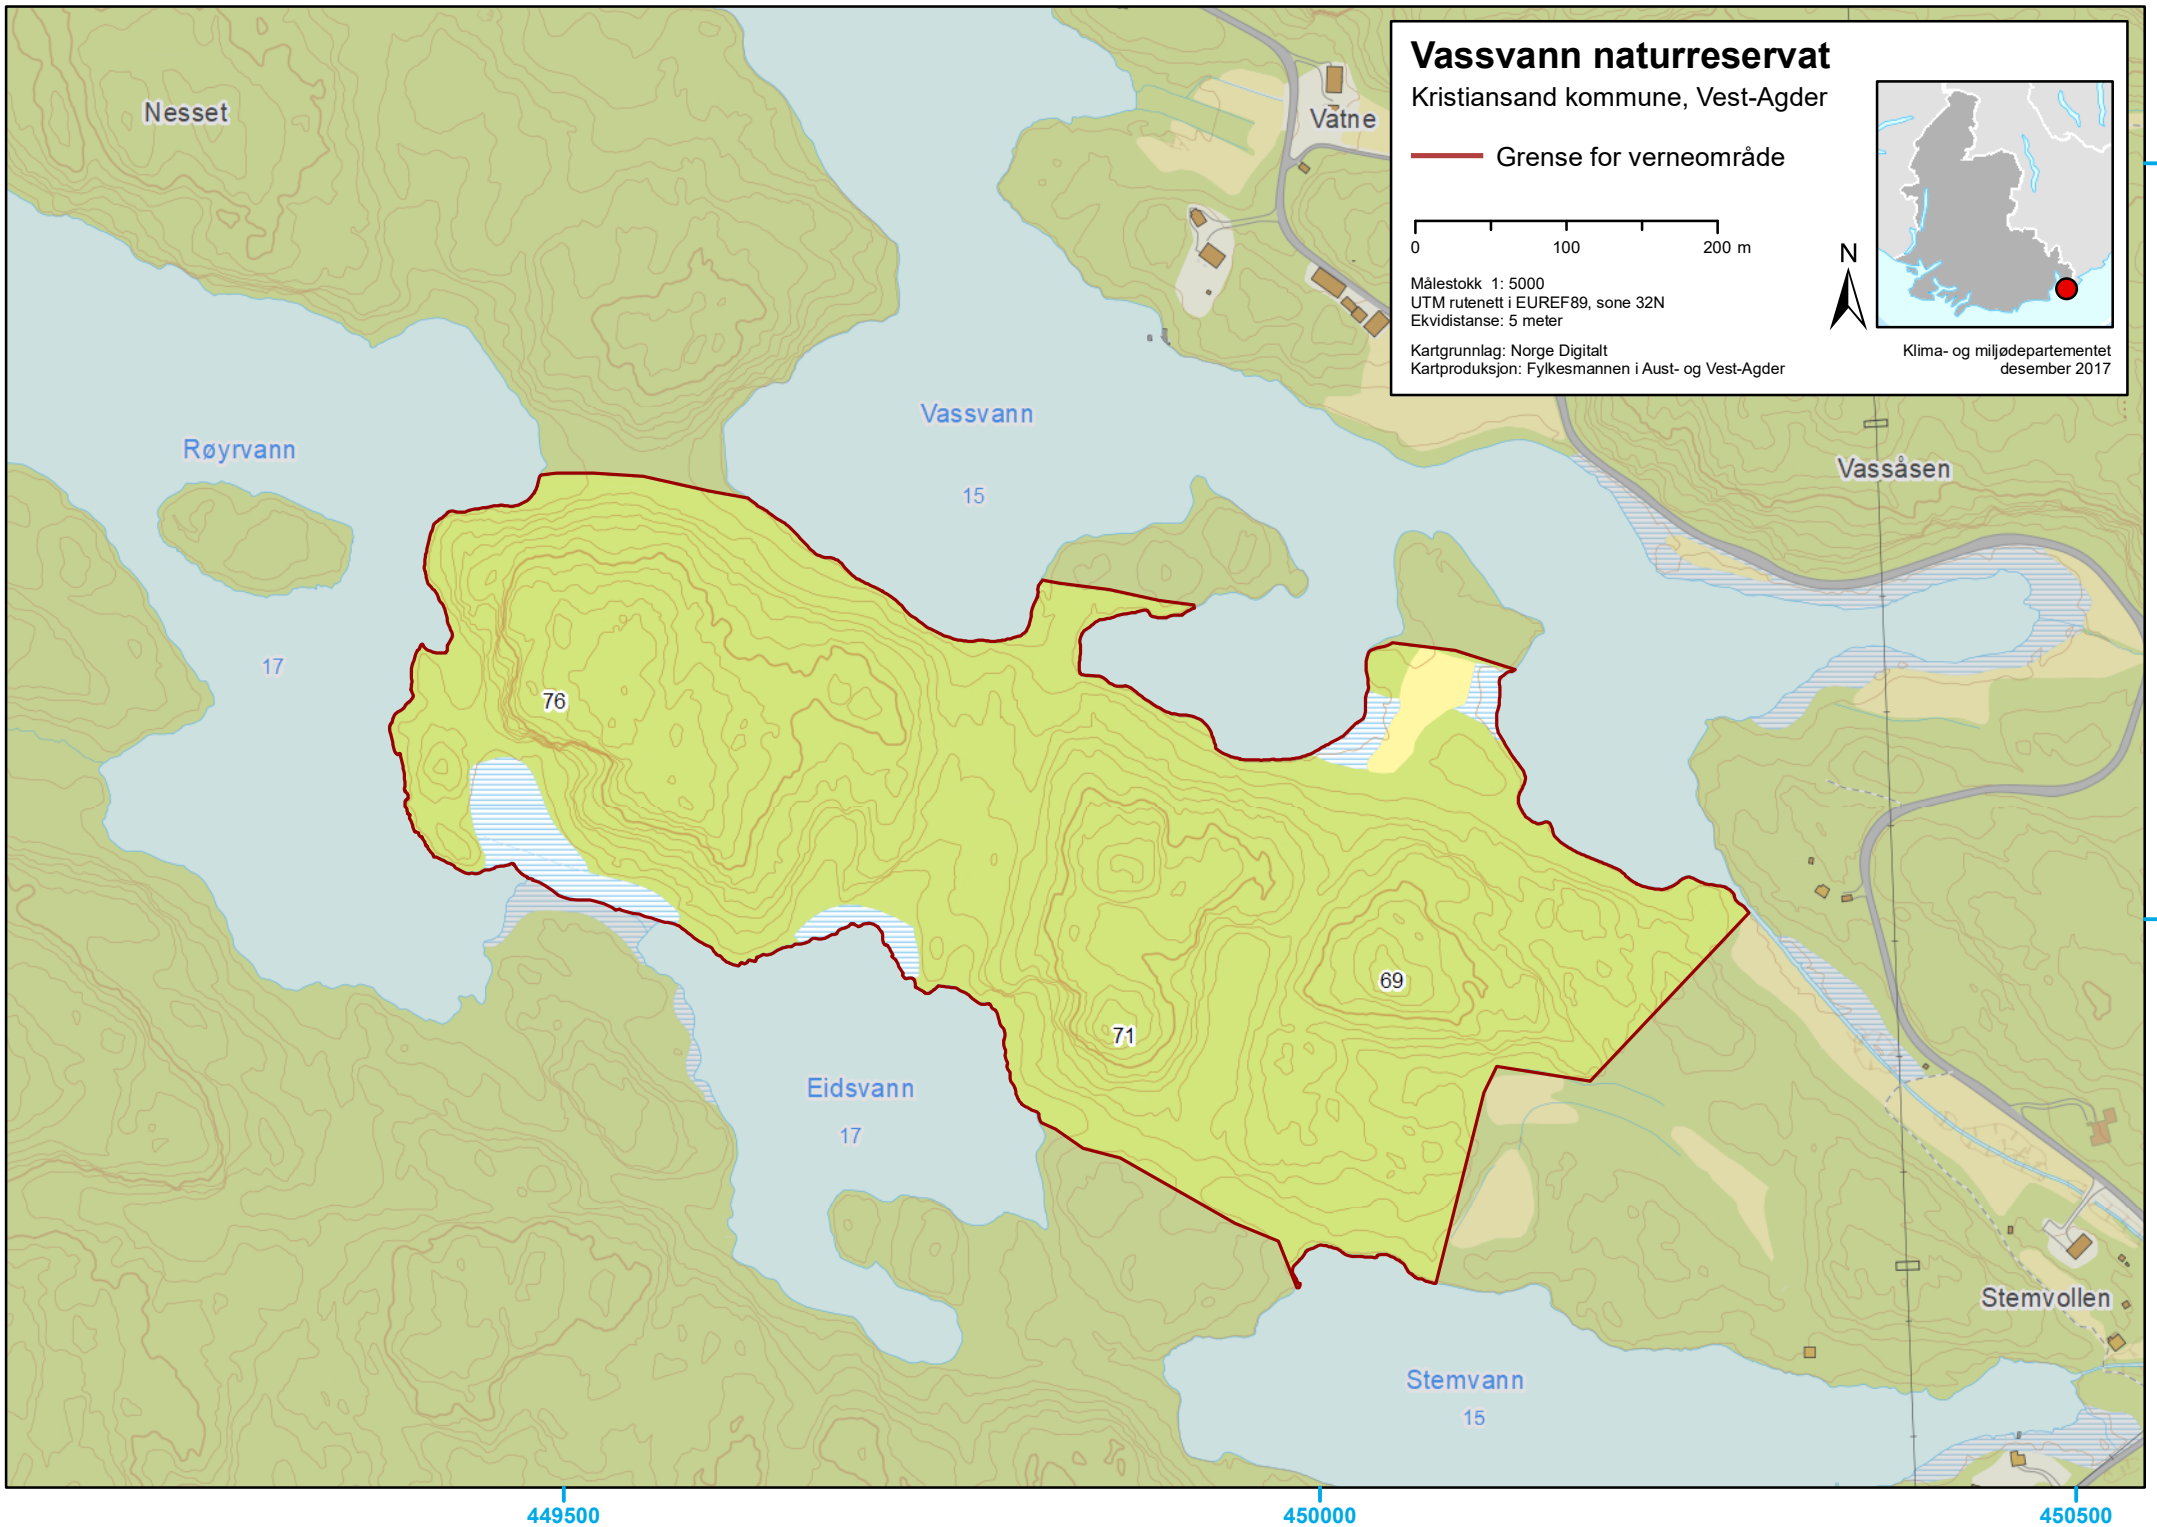 Vassvann naturreservat
Kristiansand kommune, Vest-Agder
Grense for verneområde
0 100 200 m
N
Målestokk 1: 5000
UTM rutenett i EUREF89, sone 32N
Ekvidistanse: 5 meter
Kartgrunnlag: Norge Digitalt
Kartproduksjon: Fylkesmannen i Aust- og Vest-Agder
Klima- og miljødepartementet
desember 2017
Nesset
Vatne
Vassvann
15
Røyrvann
17
Vassåsen
76
69
71
Eidsvann
17
Stemvollen
Stemvann
15
449500
450000
450500